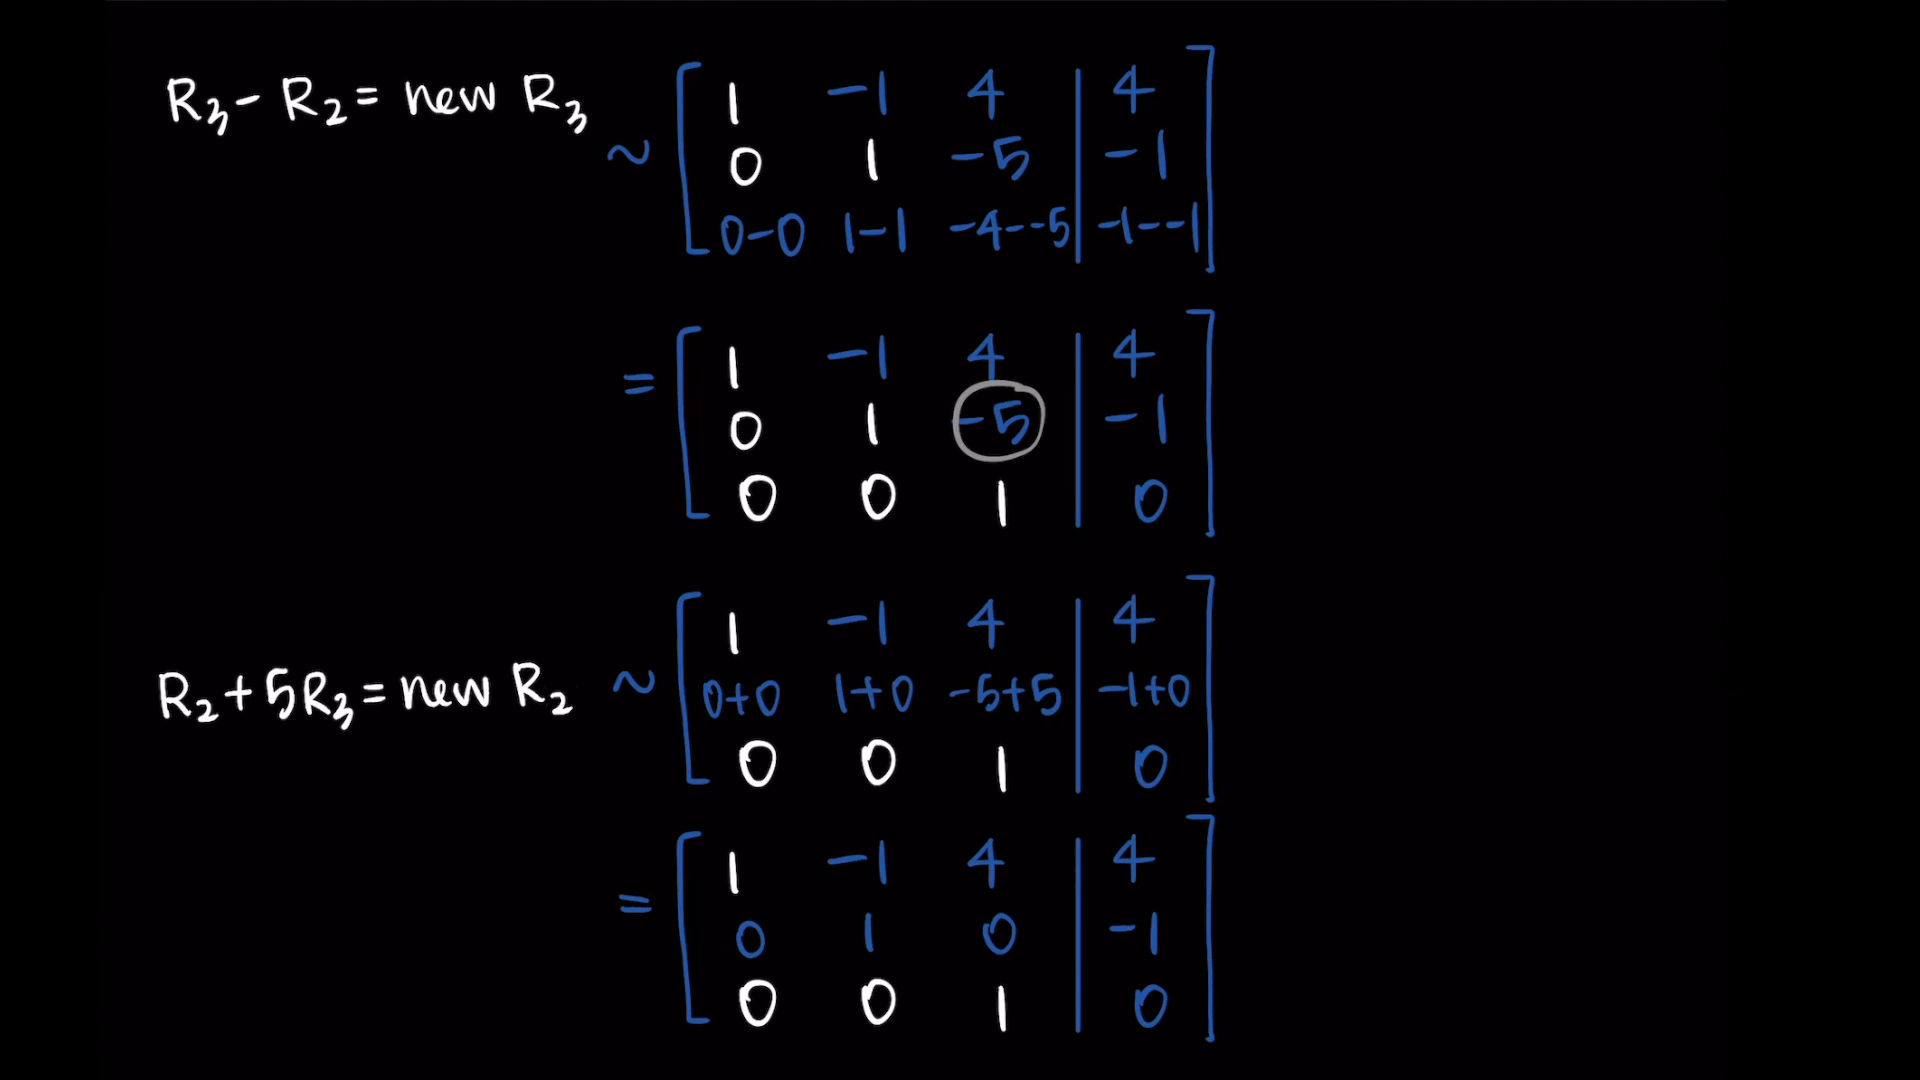 R₃ - R₂ = new R₃ ~ [ 1 -1 4 | 4 ]
0 1 -5 | -1
0-0 1-1 -4--5 | -1--1
= [ 1 -1 4 | 4 ]
0 1 -5 | -1
0 0 1 | 0
R₂ + 5R₃ = new R₂ ~ [ 1 -1 4 | 4 ]
0+0 1+0 -5+5 | -1+0
0 0 1 | 0
= [ 1 -1 4 | 4 ]
0 1 0 | -1
0 0 1 | 0